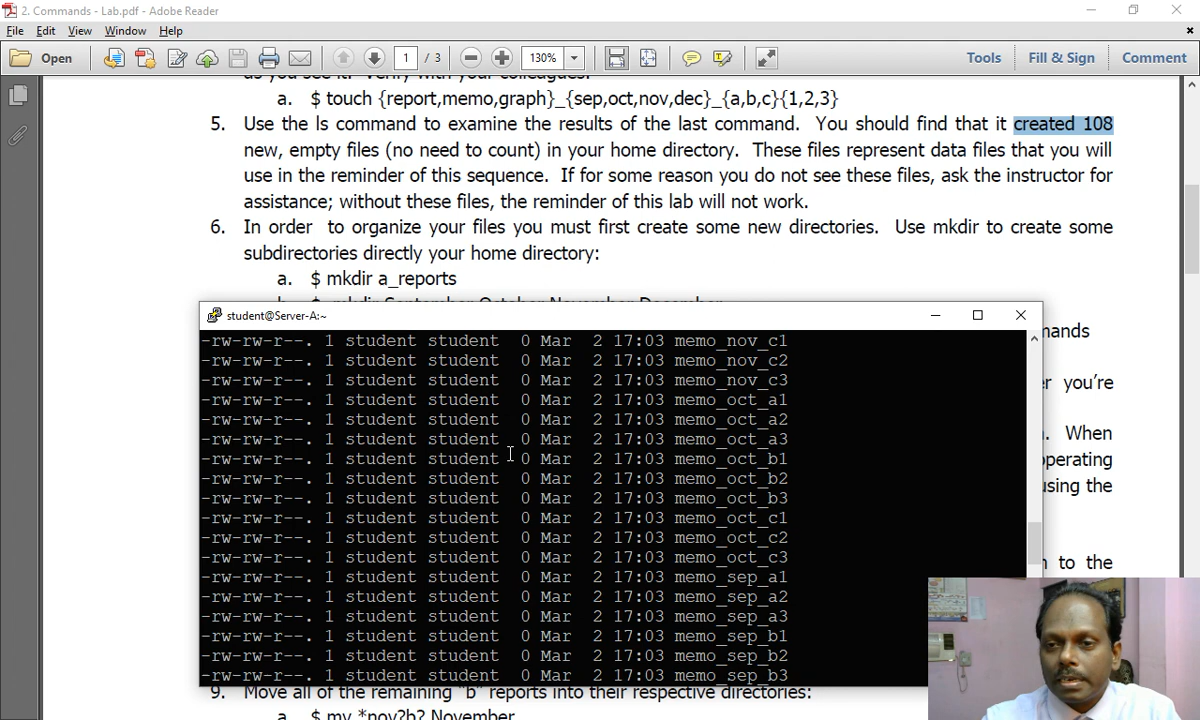 2. Commands - Lab.pdf - Adobe Reader
File Edit View Window Help
Open 1 / 3 130% Tools Fill & Sign Comment
as you see it. Verify with your colleagues.
a. $ touch {report,memo,graph}_{sep,oct,nov,dec}_{a,b,c}{1,2,3}
5. Use the ls command to examine the results of the last command. You should find that it created 108
new, empty files (no need to count) in your home directory. These files represent data files that you will
use in the reminder of this sequence. If for some reason you do not see these files, ask the instructor for
assistance; without these files, the reminder of this lab will not work.
6. In order to organize your files you must first create some new directories. Use mkdir to create some
subdirectories directly your home directory:
a. $ mkdir a_reports
b. $ mkdir September October November December
student@Server-A:~
-rw-rw-r--. 1 student student 0 Mar 2 17:03 memo_nov_c1
-rw-rw-r--. 1 student student 0 Mar 2 17:03 memo_nov_c2
-rw-rw-r--. 1 student student 0 Mar 2 17:03 memo_nov_c3
-rw-rw-r--. 1 student student 0 Mar 2 17:03 memo_oct_a1
-rw-rw-r--. 1 student student 0 Mar 2 17:03 memo_oct_a2
-rw-rw-r--. 1 student student 0 Mar 2 17:03 memo_oct_a3
-rw-rw-r--. 1 student student 0 Mar 2 17:03 memo_oct_b1
-rw-rw-r--. 1 student student 0 Mar 2 17:03 memo_oct_b2
-rw-rw-r--. 1 student student 0 Mar 2 17:03 memo_oct_b3
-rw-rw-r--. 1 student student 0 Mar 2 17:03 memo_oct_c1
-rw-rw-r--. 1 student student 0 Mar 2 17:03 memo_oct_c2
-rw-rw-r--. 1 student student 0 Mar 2 17:03 memo_oct_c3
-rw-rw-r--. 1 student student 0 Mar 2 17:03 memo_sep_a1
-rw-rw-r--. 1 student student 0 Mar 2 17:03 memo_sep_a2
-rw-rw-r--. 1 student student 0 Mar 2 17:03 memo_sep_a3
-rw-rw-r--. 1 student student 0 Mar 2 17:03 memo_sep_b1
-rw-rw-r--. 1 student student 0 Mar 2 17:03 memo_sep_b2
-rw-rw-r--. 1 student student 0 Mar 2 17:03 memo_sep_b3
mmands
er you're
. When
operating
using the
n to the
9. Move all of the remaining "b" reports into their respective directories:
a. $ mv *nov?b? November